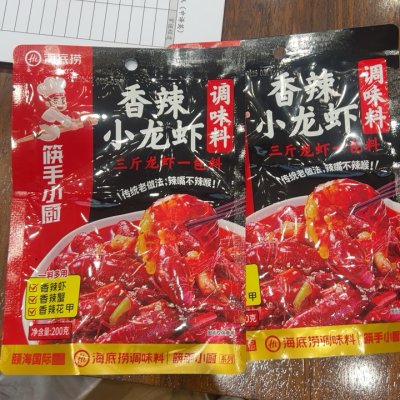 海底捞
筷手小厨
香辣
小龙虾
调味料
三斤龙虾一包料
传统老做法,辣嘴不辣喉!
一料多用
香辣虾
香辣蟹
香辣花甲
净含量:200克
颐海国际
海底捞调味料
筷手小厨
系列
海底捞
香辣
小龙虾
调味料
三斤龙虾一包料
传统老做法,辣嘴不辣喉!
甲
海底捞调味料
筷手小厨